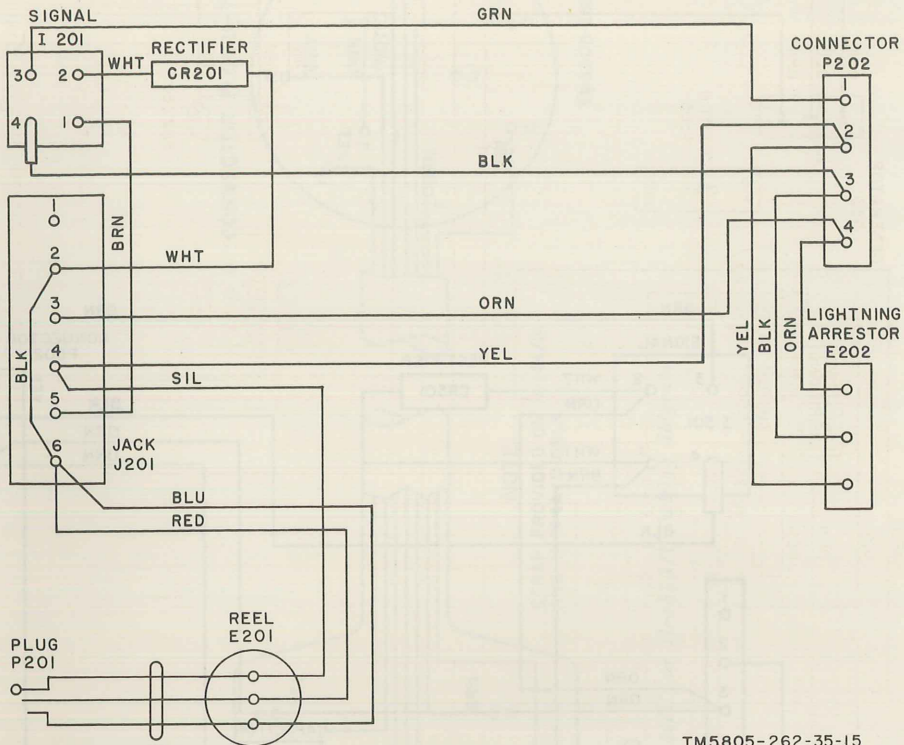 SIGNAL
I 201
3
2
4
1
WHT
RECTIFIER
CR201
GRN
CONNECTOR
P202
1
2
3
4
BLK
BRN
1
2
3
4
5
6
WHT
ORN
YEL
SIL
BLK
JACK
J201
BLU
RED
YEL
BLK
ORN
LIGHTNING
ARRESTOR
E202
REEL
E201
PLUG
P201
TM5805-262-35-15